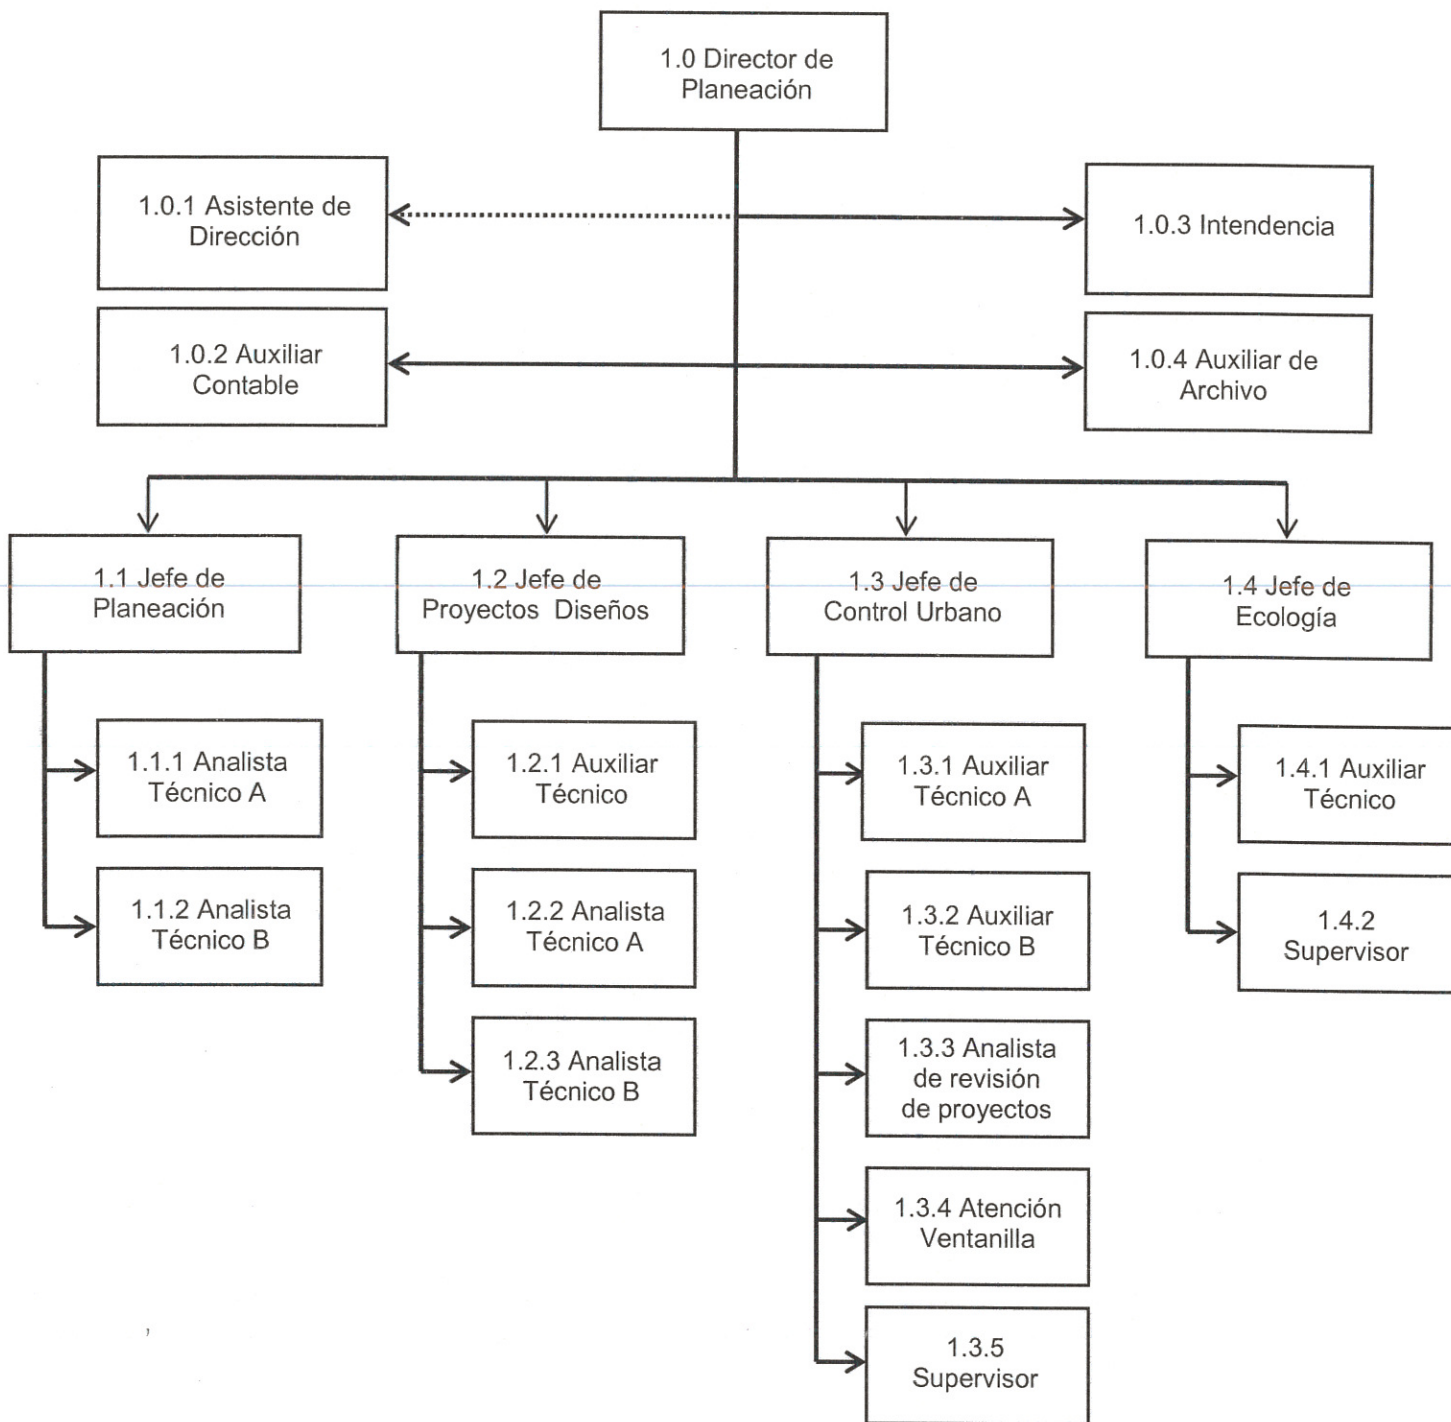 1.0 Director de
Planeación
1.0.1 Asistente de
Dirección
1.0.3 Intendencia
1.0.2 Auxiliar
Contable
1.0.4 Auxiliar de
Archivo
1.1 Jefe de
Planeación
1.2 Jefe de
Proyectos  Diseños
1.3 Jefe de
Control Urbano
1.4 Jefe de
Ecología
1.1.1 Analista
Técnico A
1.1.2 Analista
Técnico B
1.2.1 Auxiliar
Técnico
1.2.2 Analista
Técnico A
1.2.3 Analista
Técnico B
1.3.1 Auxiliar
Técnico A
1.3.2 Auxiliar
Técnico B
1.3.3 Analista
de revisión
de proyectos
1.3.4 Atención
Ventanilla
1.3.5
Supervisor
1.4.1 Auxiliar
Técnico
1.4.2
Supervisor